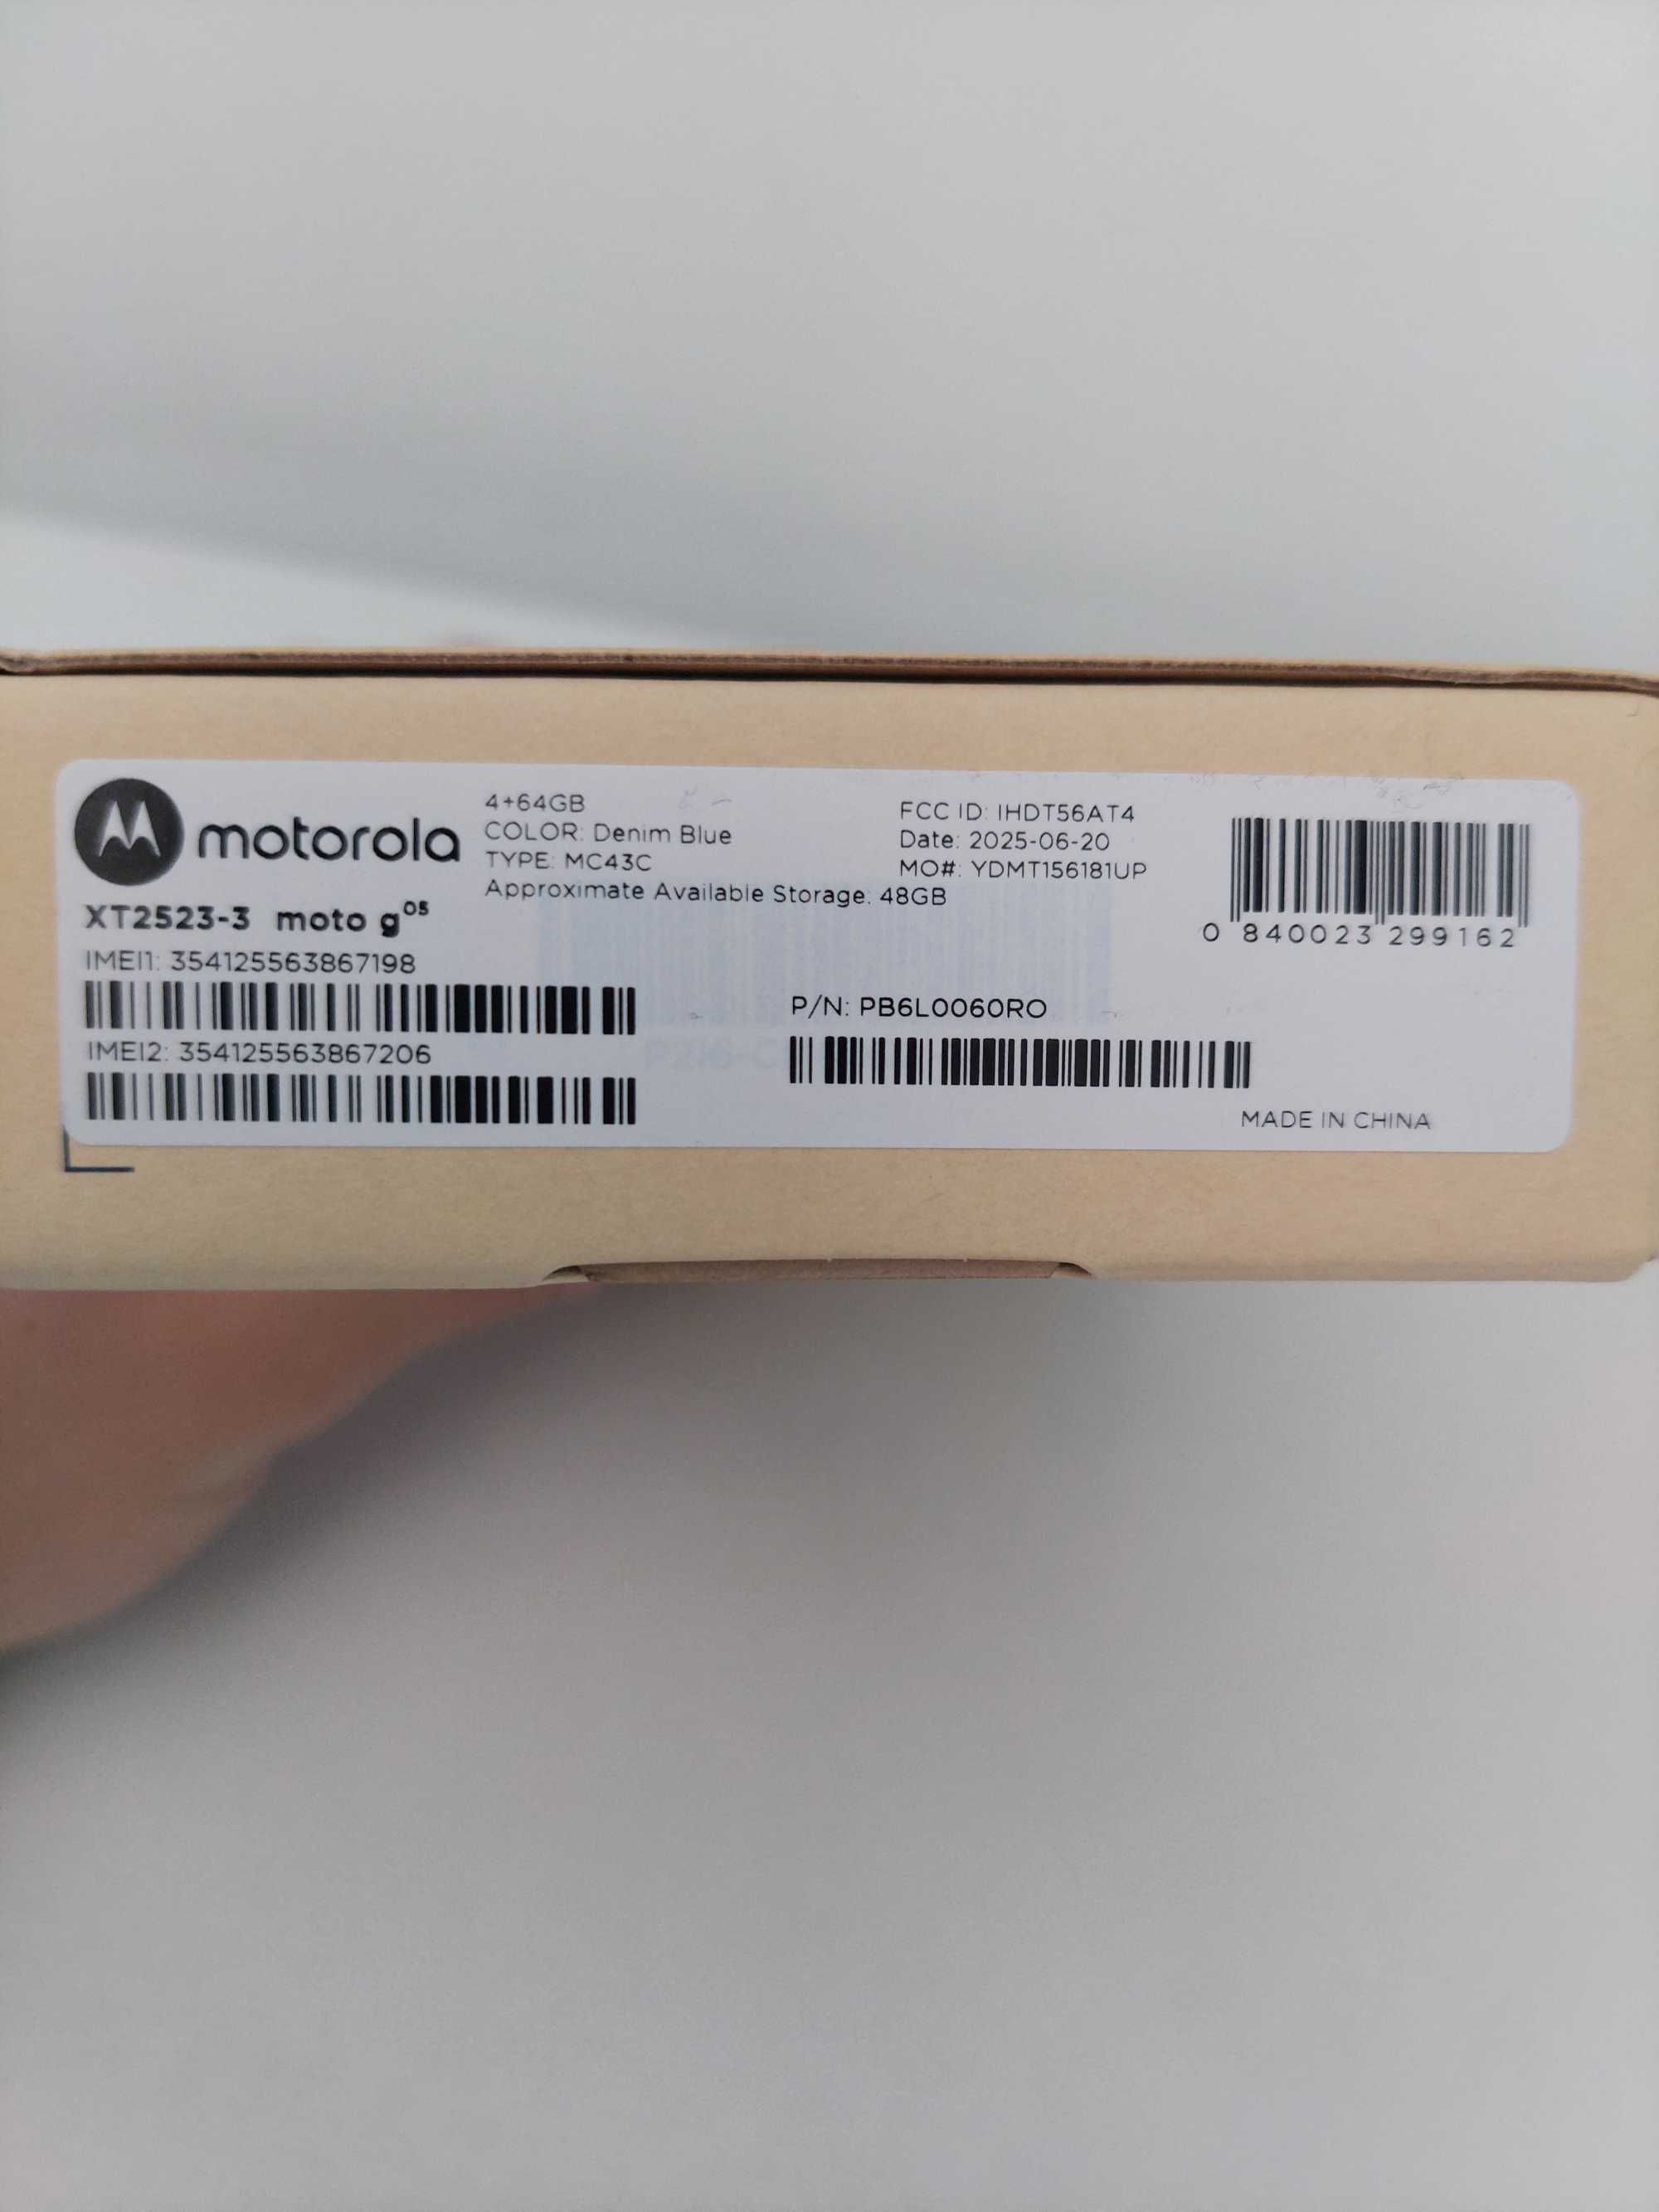 motorola
XT2523-3 moto g05
4+64GB
COLOR: Denim Blue
TYPE: MC43C
Approximate Available Storage: 48GB
FCC ID: IHDT56AT4
Date: 2025-06-20
MO#: YDMT156181UP
0 840023 299162
IMEI1: 354125563867198
IMEI2: 354125563867206
P/N: PB6L0060RO
MADE IN CHINA